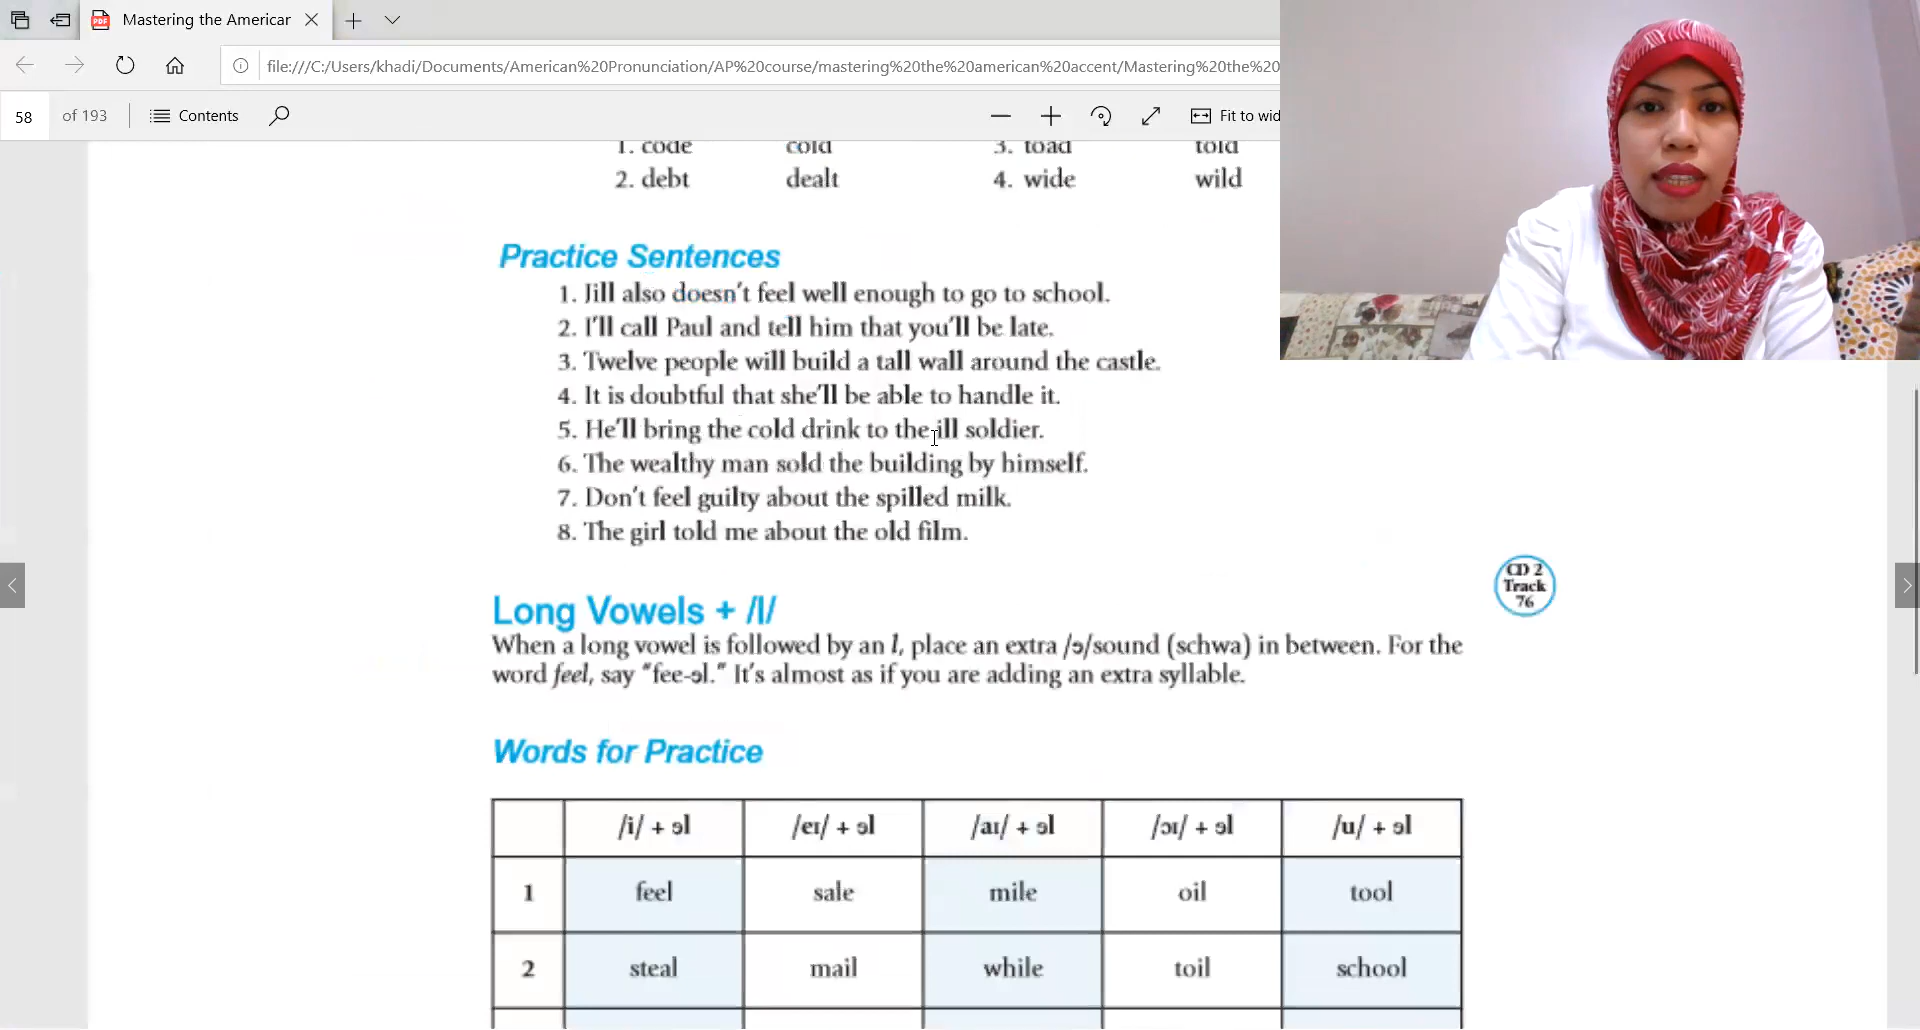 Mastering the Americar
file:///C:/Users/khadi/Documents/American%20Pronunciation/AP%20course/mastering%20the%20american%20accent/Mastering%20the%20
58 of 193 Contents Fit to wid
1. code cold 3. toad told
2. debt dealt 4. wide wild
Practice Sentences
1. Jill also doesn't feel well enough to go to school.
2. I'll call Paul and tell him that you'll be late.
3. Twelve people will build a tall wall around the castle.
4. It is doubtful that she'll be able to handle it.
5. He'll bring the cold drink to the ill soldier.
6. The wealthy man sold the building by himself.
7. Don't feel guilty about the spilled milk.
8. The girl told me about the old film.
CD 2
Track
76
Long Vowels + /l/
When a long vowel is followed by an l, place an extra /ə/sound (schwa) in between. For the
word feel, say "fee-əl." It's almost as if you are adding an extra syllable.
Words for Practice
/i/ + əl /eɪ/ + əl /aɪ/ + əl /ɔɪ/ + əl /u/ + əl
1 feel sale mile oil tool
2 steal mail while toil school